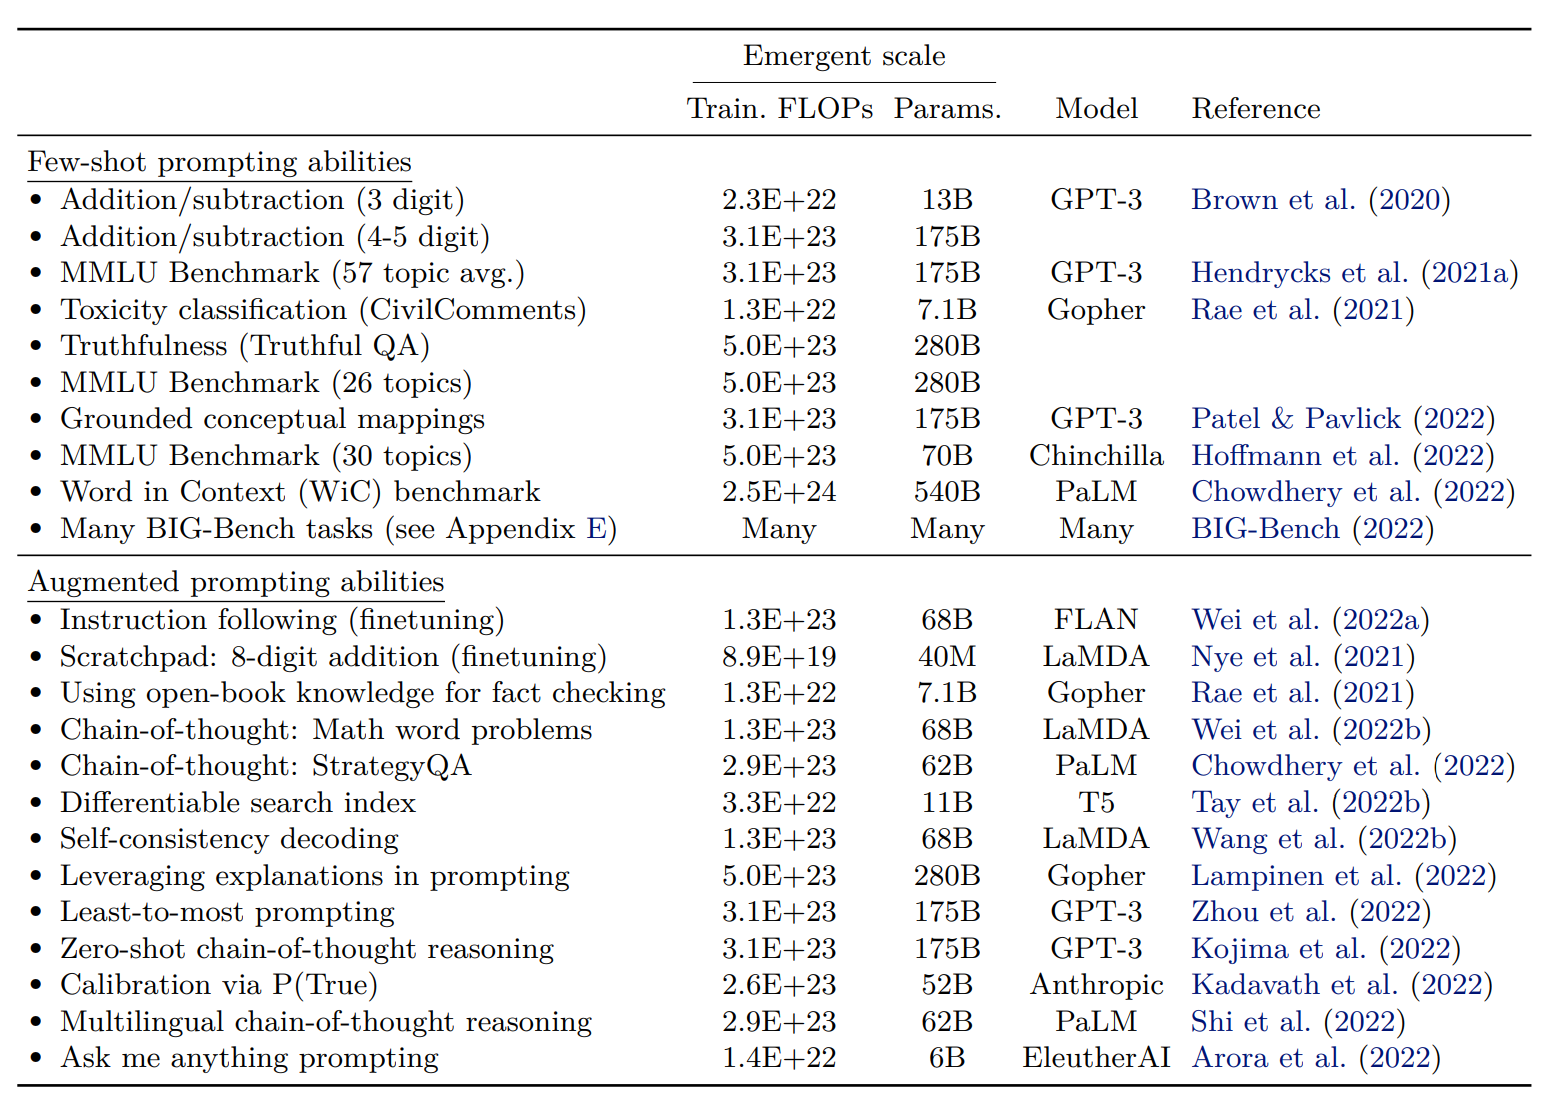 Emergent scale
Train. FLOPs Params. Model Reference
Few-shot prompting abilities
• Addition/subtraction (3 digit) 2.3E+22 13B GPT-3 Brown et al. (2020)
• Addition/subtraction (4-5 digit) 3.1E+23 175B
• MMLU Benchmark (57 topic avg.) 3.1E+23 175B GPT-3 Hendrycks et al. (2021a)
• Toxicity classification (CivilComments) 1.3E+22 7.1B Gopher Rae et al. (2021)
• Truthfulness (Truthful QA) 5.0E+23 280B
• MMLU Benchmark (26 topics) 5.0E+23 280B
• Grounded conceptual mappings 3.1E+23 175B GPT-3 Patel & Pavlick (2022)
• MMLU Benchmark (30 topics) 5.0E+23 70B Chinchilla Hoffmann et al. (2022)
• Word in Context (WiC) benchmark 2.5E+24 540B PaLM Chowdhery et al. (2022)
• Many BIG-Bench tasks (see Appendix E) Many Many Many BIG-Bench (2022)
Augmented prompting abilities
• Instruction following (finetuning) 1.3E+23 68B FLAN Wei et al. (2022a)
• Scratchpad: 8-digit addition (finetuning) 8.9E+19 40M LaMDA Nye et al. (2021)
• Using open-book knowledge for fact checking 1.3E+22 7.1B Gopher Rae et al. (2021)
• Chain-of-thought: Math word problems 1.3E+23 68B LaMDA Wei et al. (2022b)
• Chain-of-thought: StrategyQA 2.9E+23 62B PaLM Chowdhery et al. (2022)
• Differentiable search index 3.3E+22 11B T5 Tay et al. (2022b)
• Self-consistency decoding 1.3E+23 68B LaMDA Wang et al. (2022b)
• Leveraging explanations in prompting 5.0E+23 280B Gopher Lampinen et al. (2022)
• Least-to-most prompting 3.1E+23 175B GPT-3 Zhou et al. (2022)
• Zero-shot chain-of-thought reasoning 3.1E+23 175B GPT-3 Kojima et al. (2022)
• Calibration via P(True) 2.6E+23 52B Anthropic Kadavath et al. (2022)
• Multilingual chain-of-thought reasoning 2.9E+23 62B PaLM Shi et al. (2022)
• Ask me anything prompting 1.4E+22 6B EleutherAI Arora et al. (2022)